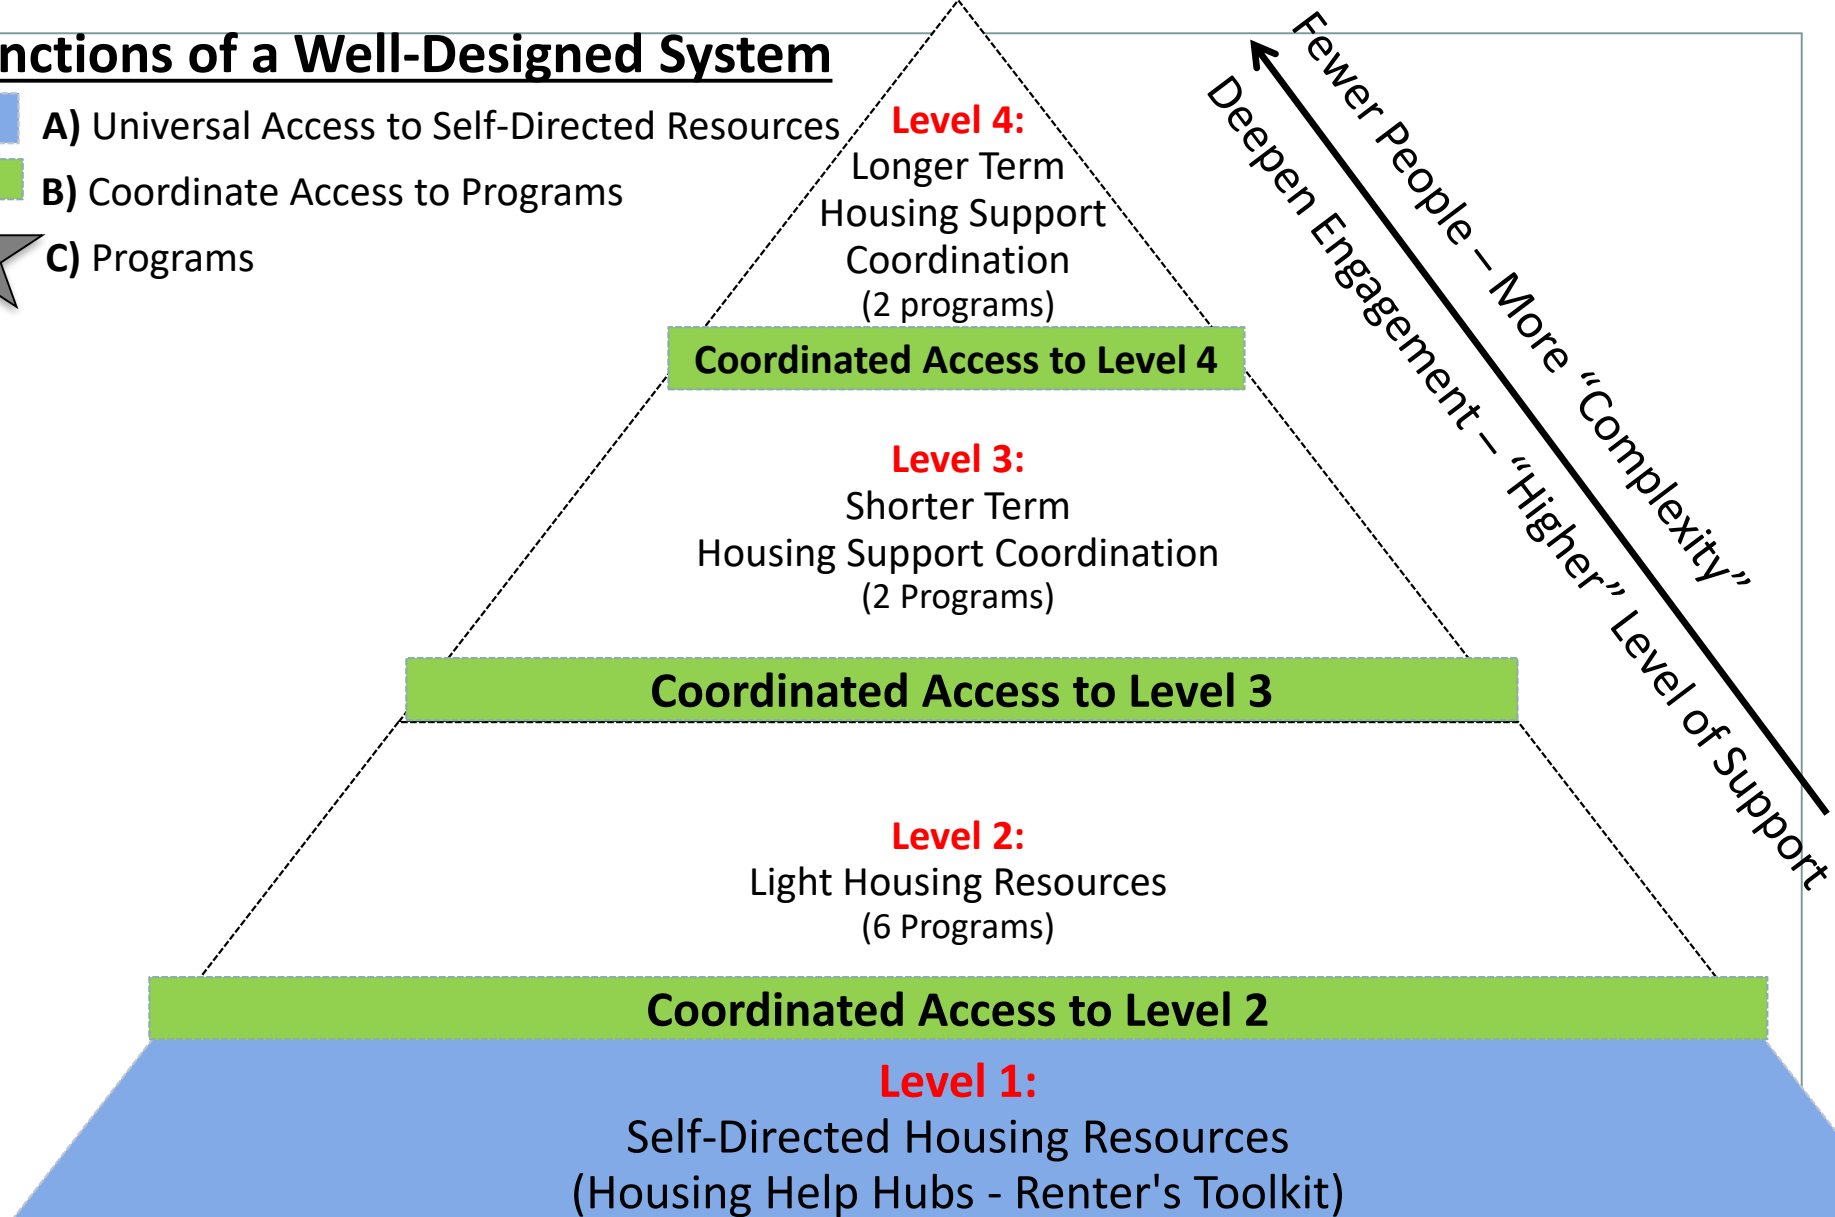 nctions of a Well-Designed System
A) Universal Access to Self-Directed Resources
B) Coordinate Access to Programs
C) Programs
Level 4:
Longer Term
Housing Support
Coordination
(2 programs)
Coordinated Access to Level 4
Level 3:
Shorter Term
Housing Support Coordination
(2 Programs)
Coordinated Access to Level 3
Level 2:
Light Housing Resources
(6 Programs)
Coordinated Access to Level 2
Level 1:
Self-Directed Housing Resources
(Housing Help Hubs - Renter's Toolkit)
Fewer People – More “Complexity”
Deepen Engagement – “Higher” Level of Support